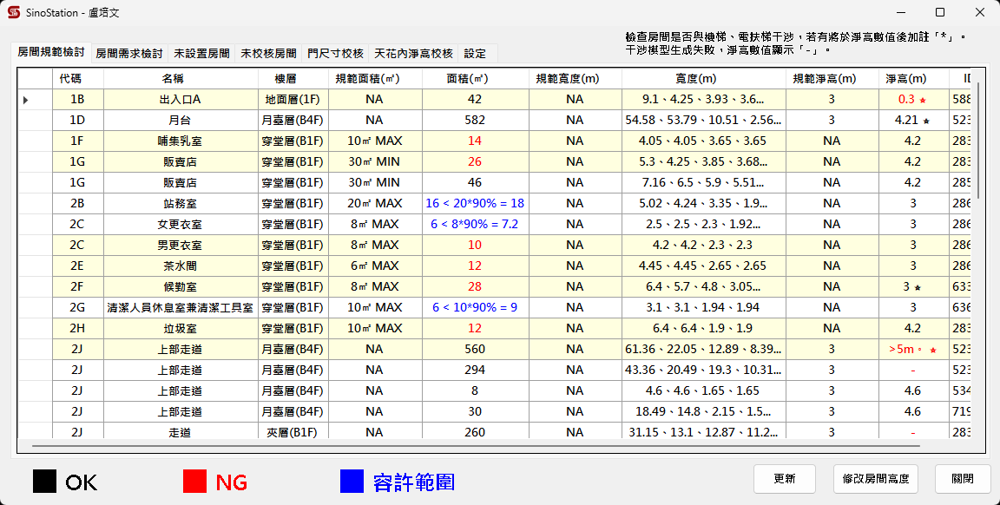 SinoStation - 盧培文
檢查房間是否與樓梯、電扶梯干涉，若有將於淨高數值後加註「*」。
干涉模型生成失敗，淨高數值顯示「-」。
房間規範檢討 房間需求檢討 未設置房間 未校核房間 門尺寸校核 天花內淨高校核 設定
代碼 名稱 樓層 規範面積(㎡) 面積(㎡) 規範寬度(m) 寬度(m) 規範淨高(m) 淨高(m)
1B 出入口A 地面層(1F) NA 42 NA 9.1、4.25、3.93、3.6... 3 0.3 ★ 588
1D 月台 月臺層(B4F) NA 582 NA 54.58、53.79、10.51、2.56... 3 4.21 ★ 523
1F 哺集乳室 穿堂層(B1F) 10㎡ MAX 14 NA 4.05、4.05、3.65、3.65 NA 4.2 283
1G 販賣店 穿堂層(B1F) 30㎡ MIN 26 NA 5.3、4.25、3.85、3.68... NA 4.2 283
1G 販賣店 穿堂層(B1F) 30㎡ MIN 46 NA 7.16、6.5、5.9、5.51... NA 4.2 285
2B 站務室 穿堂層(B1F) 20㎡ MAX 16 < 20*90% = 18 NA 5.02、4.24、3.35、1.9... NA 3 286
2C 女更衣室 穿堂層(B1F) 8㎡ MAX 6 < 8*90% = 7.2 NA 2.5、2.5、2.3、1.92... NA 3 286
2C 男更衣室 穿堂層(B1F) 8㎡ MAX 10 NA 4.2、4.2、2.3、2.3 NA 3 286
2E 茶水間 穿堂層(B1F) 6㎡ MAX 12 NA 4.45、4.45、2.65、2.65 NA 3 286
2F 候勤室 穿堂層(B1F) 8㎡ MAX 28 NA 6.4、5.7、4.8、3.05... NA 3 ★ 633
2G 清潔人員休息室兼清潔工具室 穿堂層(B1F) 10㎡ MAX 6 < 10*90% = 9 NA 3.1、3.1、1.94、1.94 NA 3 636
2H 垃圾室 穿堂層(B1F) 10㎡ MAX 12 NA 6.4、6.4、1.9、1.9 NA 4.2 283
2J 上部走道 月臺層(B4F) NA 560 NA 61.36、22.05、12.89、8.39... 3 >5m。 ★ 523
2J 上部走道 月臺層(B4F) NA 294 NA 43.36、20.49、19.3、10.31... 3 - 523
2J 上部走道 月臺層(B4F) NA 8 NA 4.6、4.6、1.65、1.65 3 4.6 534
2J 上部走道 月臺層(B4F) NA 30 NA 18.49、14.8、2.15、1.5... 3 4.6 719
2J 走道 夾層(B1F) NA 260 NA 31.15、13.1、12.87、11.2... 3 - 283
OK NG 容許範圍 更新 修改房間高度 關閉